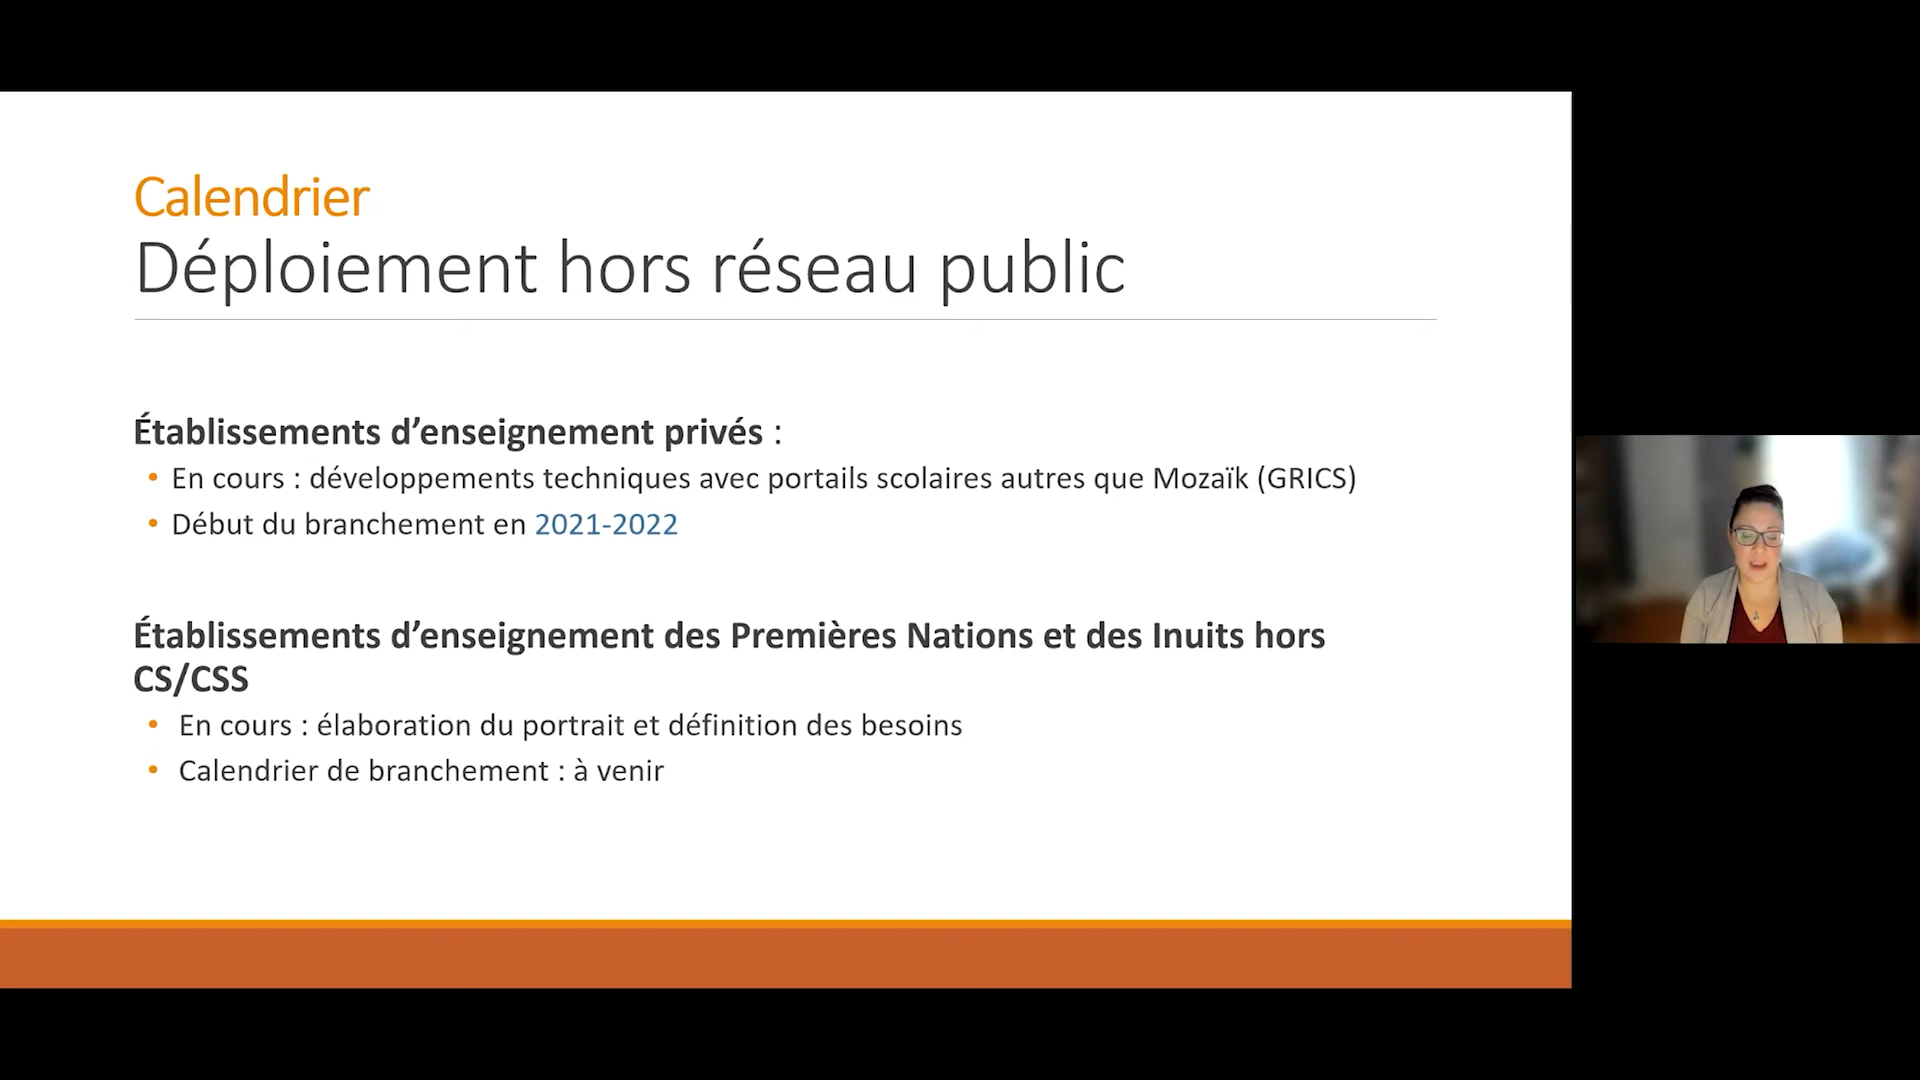 Calendrier
Déploiement hors réseau public
Établissements d’enseignement privés :
• En cours : développements techniques avec portails scolaires autres que Mozaïk (GRICS)
• Début du branchement en 2021-2022
Établissements d’enseignement des Premières Nations et des Inuits hors
CS/CSS
• En cours : élaboration du portrait et définition des besoins
• Calendrier de branchement : à venir